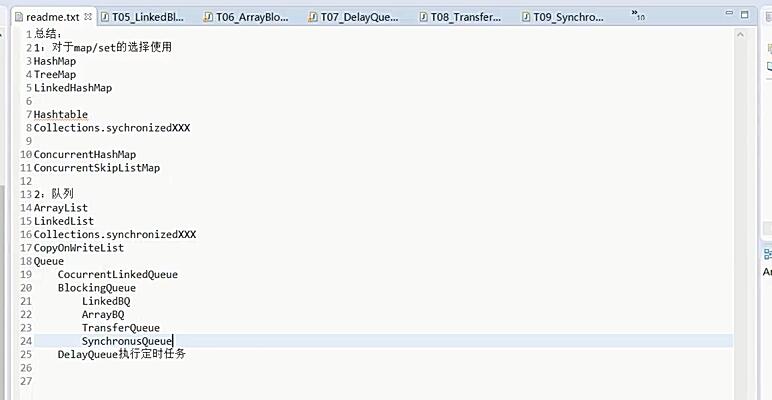 readme.txt
T05_LinkedBl...
T06_ArrayBlo...
T07_DelayQue...
T08_Transfer...
T09_Synchro...
»10
1 总结：
2 1：对于map/set的选择使用
3 HashMap
4 TreeMap
5 LinkedHashMap
6
7 Hashtable
8 Collections.sychronizedXXX
9
10 ConcurrentHashMap
11 ConcurrentSkipListMap
12
13 2：队列
14 ArrayList
15 LinkedList
16 Collections.synchronizedXXX
17 CopyOnWriteList
18 Queue
19 CocurrentLinkedQueue
20 BlockingQueue
21 LinkedBQ
22 ArrayBQ
23 TransferQueue
24 SynchronusQueue
25 DelayQueue执行定时任务
26
27